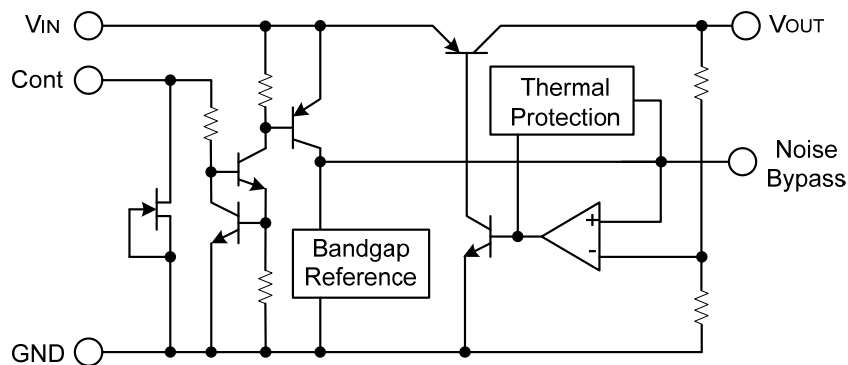 VIN
VOUT
Cont
Thermal
Protection
Noise
Bypass
+
-
Bandgap
Reference
GND